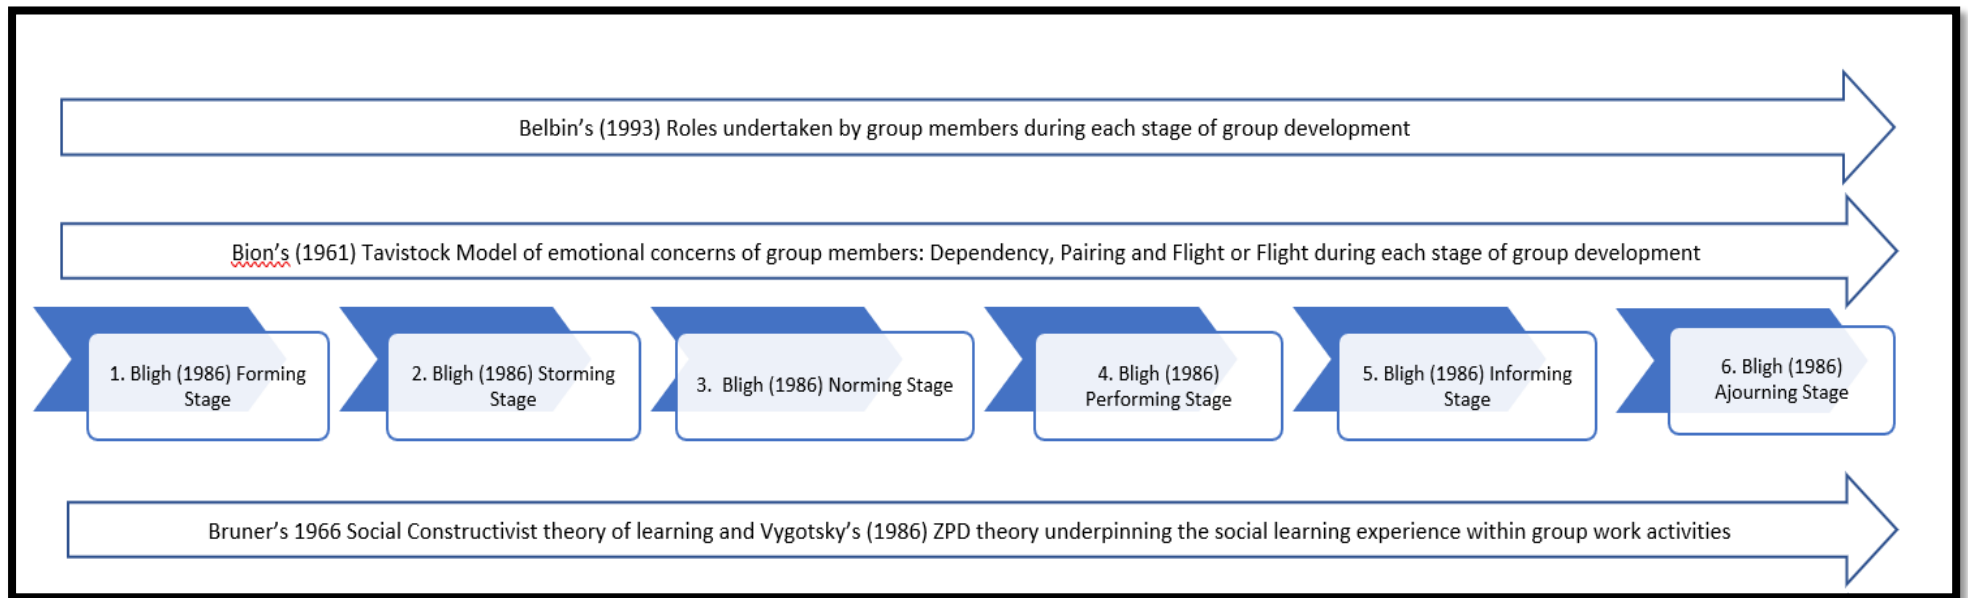 Belbin’s (1993) Roles undertaken by group members during each stage of group development
Bion’s (1961) Tavistock Model of emotional concerns of group members: Dependency, Pairing and Flight or Flight during each stage of group development
1. Bligh (1986) Forming
Stage
2. Bligh (1986) Storming
Stage
3. Bligh (1986) Norming Stage
4. Bligh (1986)
Performing Stage
5. Bligh (1986) Informing
Stage
6. Bligh (1986)
Ajourning Stage
Bruner’s 1966 Social Constructivist theory of learning and Vygotsky’s (1986) ZPD theory underpinning the social learning experience within group work activities